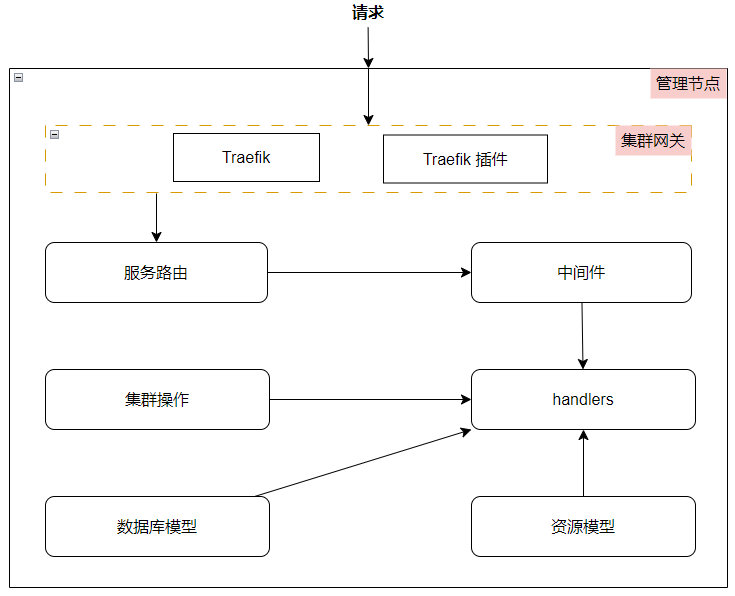 请求
管理节点
集群网关
Traefik
Traefik 插件
服务路由
中间件
集群操作
handlers
数据库模型
资源模型